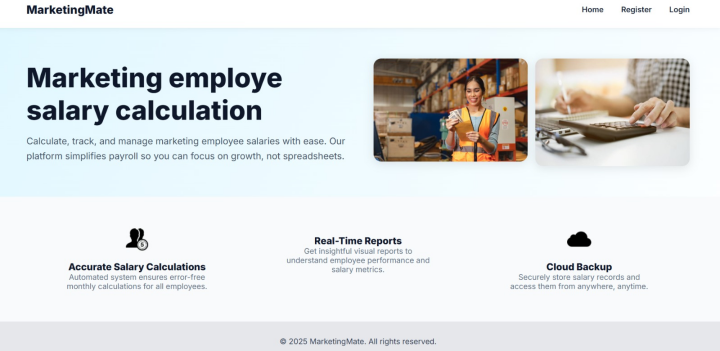 MarketingMate
Home Register Login
Marketing employe
salary calculation
Calculate, track, and manage marketing employee salaries with ease. Our
platform simplifies payroll so you can focus on growth, not spreadsheets.
Accurate Salary Calculations
Automated system ensures error-free
monthly calculations for all employees.
Real-Time Reports
Get insightful visual reports to
understand employee performance and
salary metrics.
Cloud Backup
Securely store salary records and
access them from anywhere, anytime.
© 2025 MarketingMate. All rights reserved.